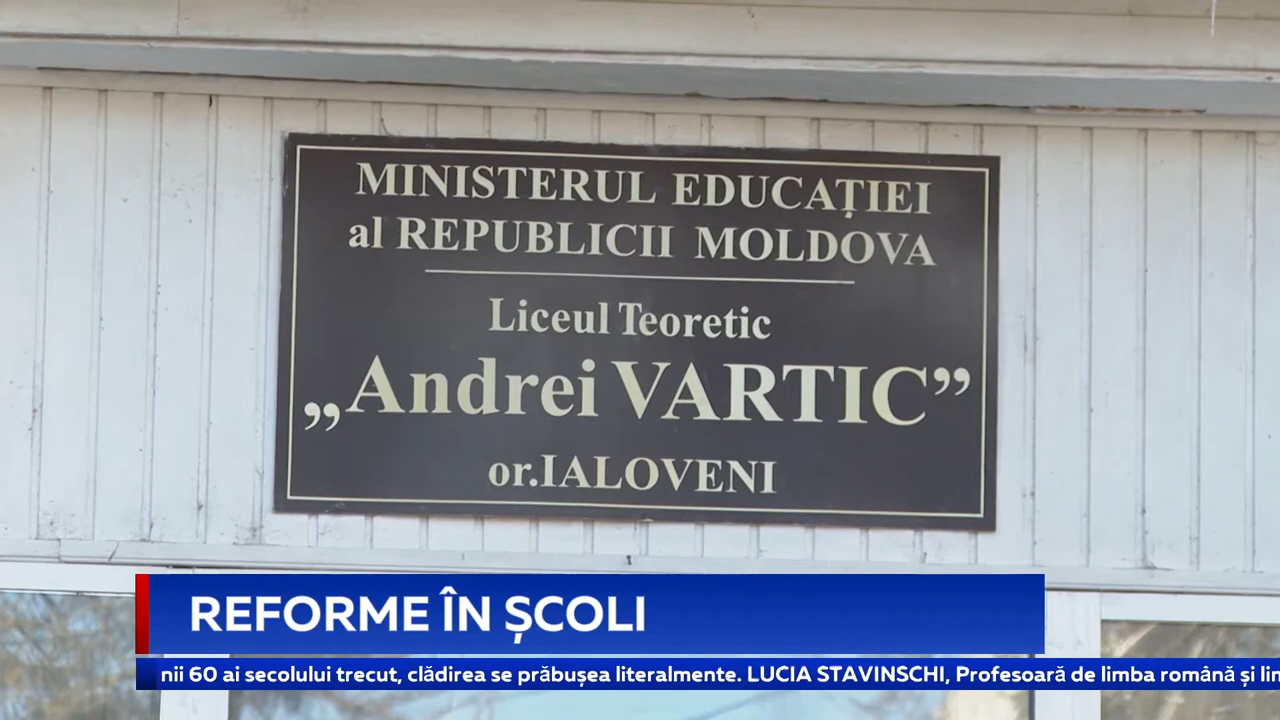 MINISTERUL EDUCAȚIEI
al REPUBLICII MOLDOVA
Liceul Teoretic
„Andrei VARTIC”
or.IALOVENI
REFORME ÎN ȘCOLI
nii 60 ai secolului trecut, clădirea se prăbușea literalmente. LUCIA STAVINSCHI, Profesoară de limba română și lin